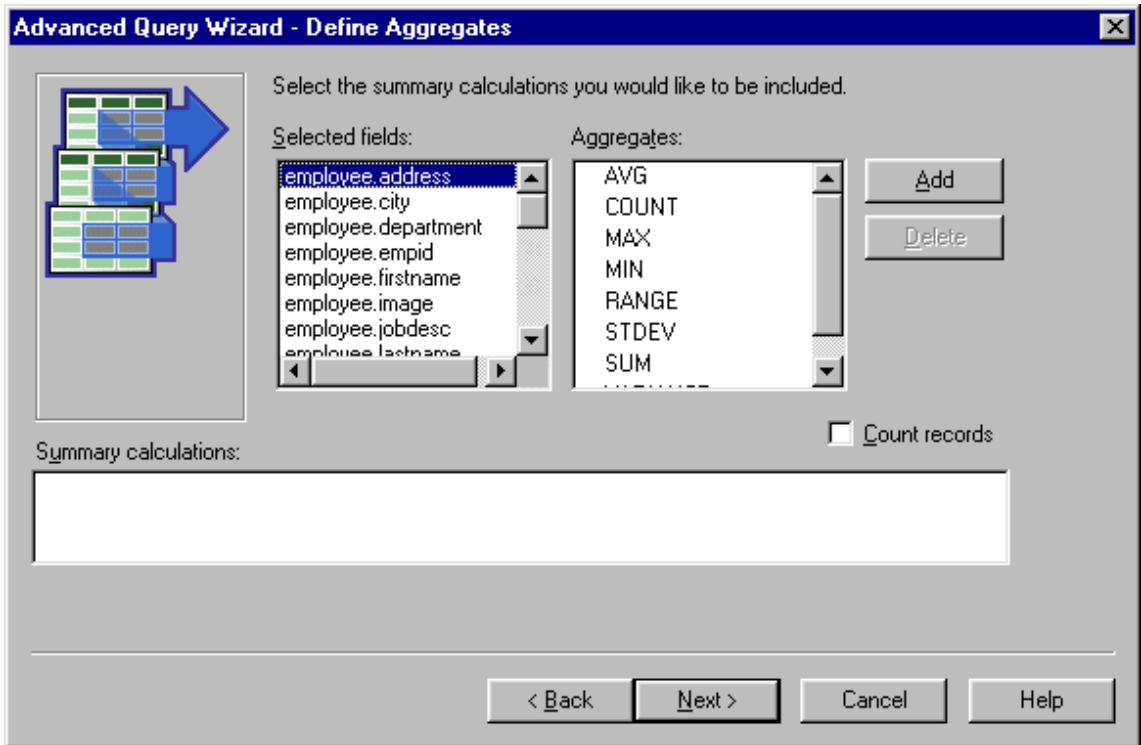 Advanced Query Wizard - Define Aggregates
Select the summary calculations you would like to be included.
Selected fields:
employee.address
employee.city
employee.department
employee.empid
employee.firstname
employee.image
employee.jobdesc
employee.lastname
Aggregates:
AVG
COUNT
MAX
MIN
RANGE
STDEV
SUM
Add
Delete
Count records
Summary calculations:
< Back
Next >
Cancel
Help